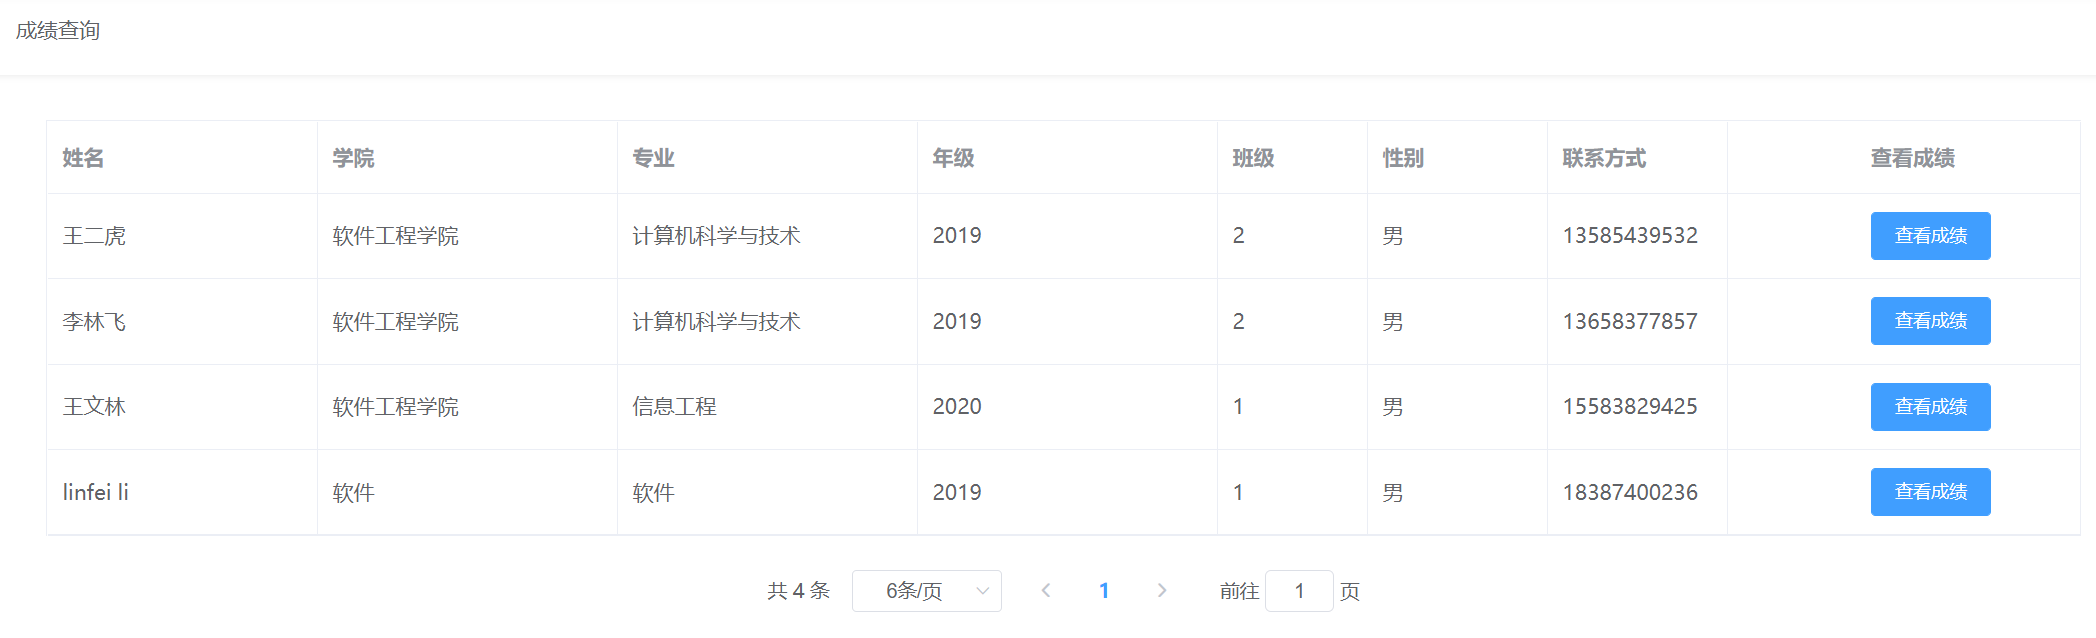 成绩查询
姓名 学院 专业 年级 班级 性别 联系方式 查看成绩
王二虎 软件工程学院 计算机科学与技术 2019 2 男 13585439532 查看成绩
李林飞 软件工程学院 计算机科学与技术 2019 2 男 13658377857 查看成绩
王文林 软件工程学院 信息工程 2020 1 男 15583829425 查看成绩
linfei li 软件 软件 2019 1 男 18387400236 查看成绩
共 4 条 6条/页 1 前往 1 页